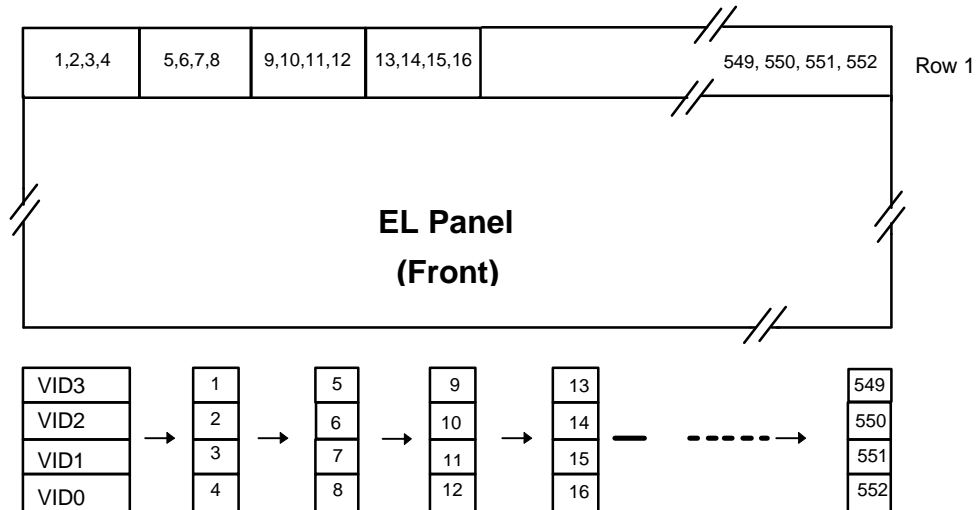 1,2,3,4 5,6,7,8 9,10,11,12 13,14,15,16 549, 550, 551, 552 Row 1
EL Panel
(Front)
VID3 1 5 9 13 549
VID2 2 6 10 14 550
VID1 3 7 11 15 551
VID0 4 8 12 16 552